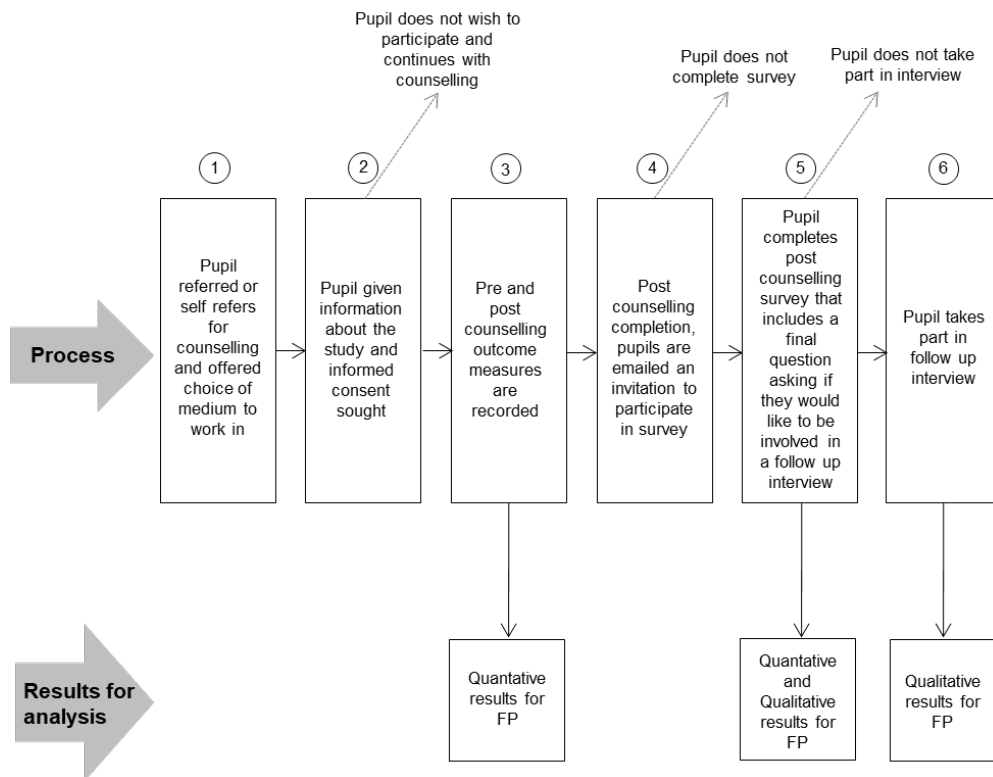 Pupil does not wish to
participate and
continues with
counselling
Pupil does not
complete survey
Pupil does not take
part in interview
1
2
3
4
5
6
Process
Pupil
referred or
self refers
for
counselling
and offered
choice of
medium to
work in
Pupil given
information
about the
study and
informed
consent
sought
Pre and
post
counselling
outcome
measures
are
recorded
Post
counselling
completion,
pupils are
emailed an
invitation to
participate
in survey
Pupil
completes
post
counselling
survey that
includes a
final
question
asking if
they would
like to be
involved in
a follow up
interview
Pupil takes
part in
follow up
interview
Results for
analysis
Quantative
results for
FP
Quantative
and
Qualitative
results for
FP
Qualitative
results for
FP